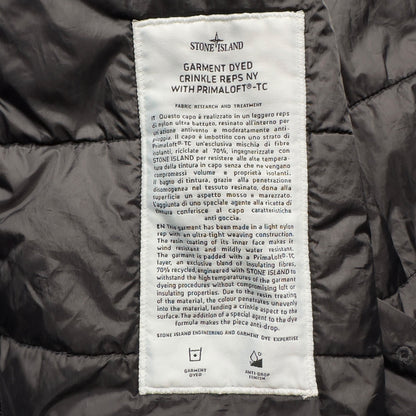 STONE ISLAND
GARMENT DYED
CRINKLE REPS NY
WITH PRIMALOFT®-TC
FABRIC RESEARCH AND TREATMENT
IT Questo capo è realizzato in un leggero reps
di nylon ultra battuto, resinato all'interno per
un'azione antivento e moderatamente anti-
pioggia. Il capo è imbottito con uno strato di
PrimaLoft®-TC un'esclusiva mischia di fibre
isolanti, riciclate al 70%, ingegnerizzate con
STONE ISLAND per resistere alle alte tempera-
ture della tintura in capo senza che ne vengano
compromessi volume e proprietà isolanti.
Il bagno di tintura, grazie alla penetrazione
disomogenea nel tessuto resinato, dona alla
superficie un aspetto mosso e marezzato.
L'aggiunta di uno speciale agente alla ricetta di
tintura conferisce al capo caratteristiche
anti goccia.
EN This garment has been made in a light nylon
rep with an ultra-tight weaving construction.
The resin coating of its inner face makes it
wind resistant and mildly water resistant.
The garment is padded with a PrimaLoft®-TC
layer, an exclusive blend of insulating fibres,
70% recycled, engineered with STONE ISLAND to
withstand the high temperatures of the garment
dyeing procedures without compromising loft or
insulating properties. Due to the resin treating
of the material, the colour penetrates unevenly
into the material, lending a crinkle aspect to the
surface. The addition of a special agent to the dye
formula makes the piece anti-drop.
STONE ISLAND ENGINEERING AND GARMENT DYE EXPERTISE
GARMENT
DYED
ANTI DROP
FINISH